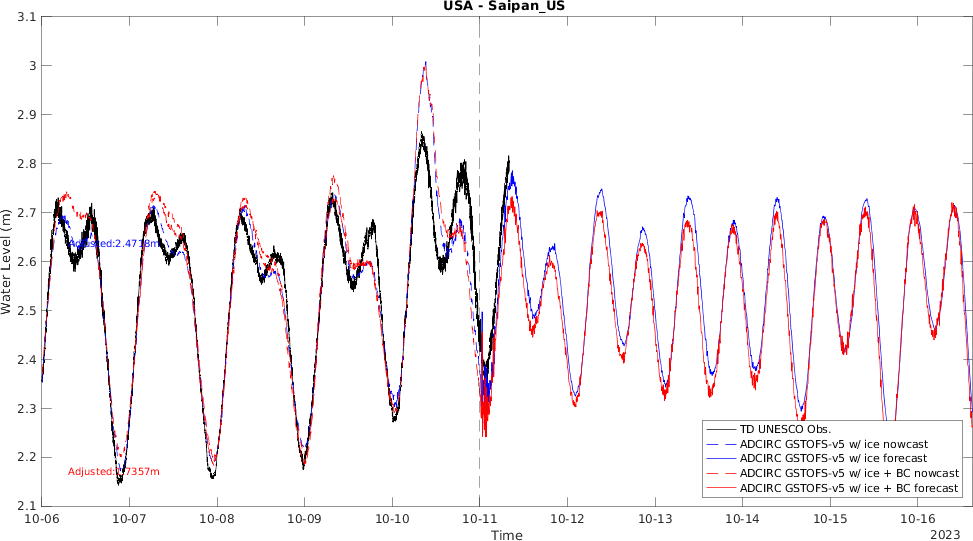 USA - Saipan_US
3.1
3
2.9
2.8
2.7
2.6
2.5
2.4
2.3
2.2
2.1
Water Level (m)
Adjusted:2.4718m
Adjusted: 7357m
TD UNESCO Obs.
ADCIRC GSTOFS-v5 w/ ice nowcast
ADCIRC GSTOFS-v5 w/ ice forecast
ADCIRC GSTOFS-v5 w/ ice + BC nowcast
ADCIRC GSTOFS-v5 w/ ice + BC forecast
10-06 10-07 10-08 10-09 10-10 10-11 10-12 10-13 10-14 10-15 10-16
Time
2023